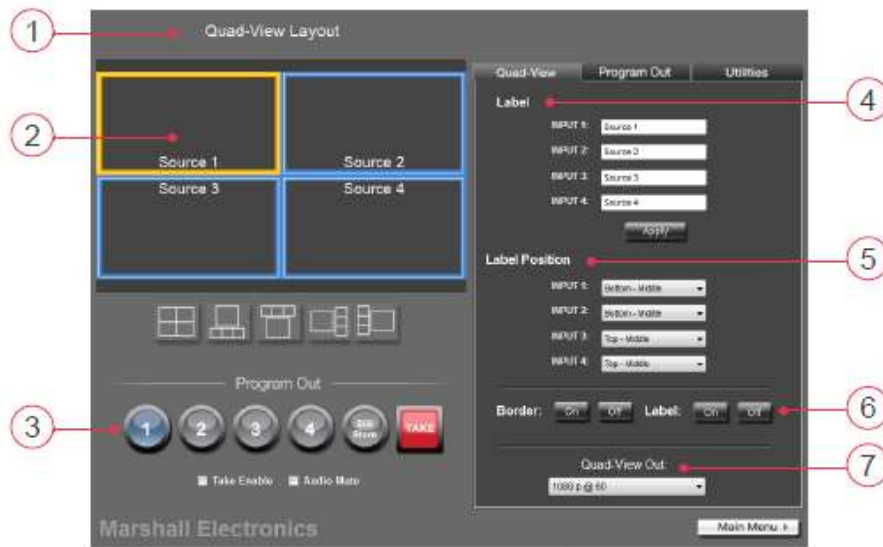 1
Quad-View Layout
2
Source 1
Source 2
Source 3
Source 4
Program Out
3
1
2
3
4
Still Store
TAKE
Take Enable
Audio Mute
Marshall Electronics
Quad-View
Program Out
Utilities
Label
4
INPUT 1:
Source 1
INPUT 2:
Source 2
INPUT 3:
Source 3
INPUT 4:
Source 4
Apply
Label Position
5
INPUT 1:
Bottom - Middle
INPUT 2:
Bottom - Middle
INPUT 3:
Top - Middle
INPUT 4:
Top - Middle
Border:
On
Off
Label:
On
Off
6
Quad-View Out:
7
1080 p @ 60
Main Menu